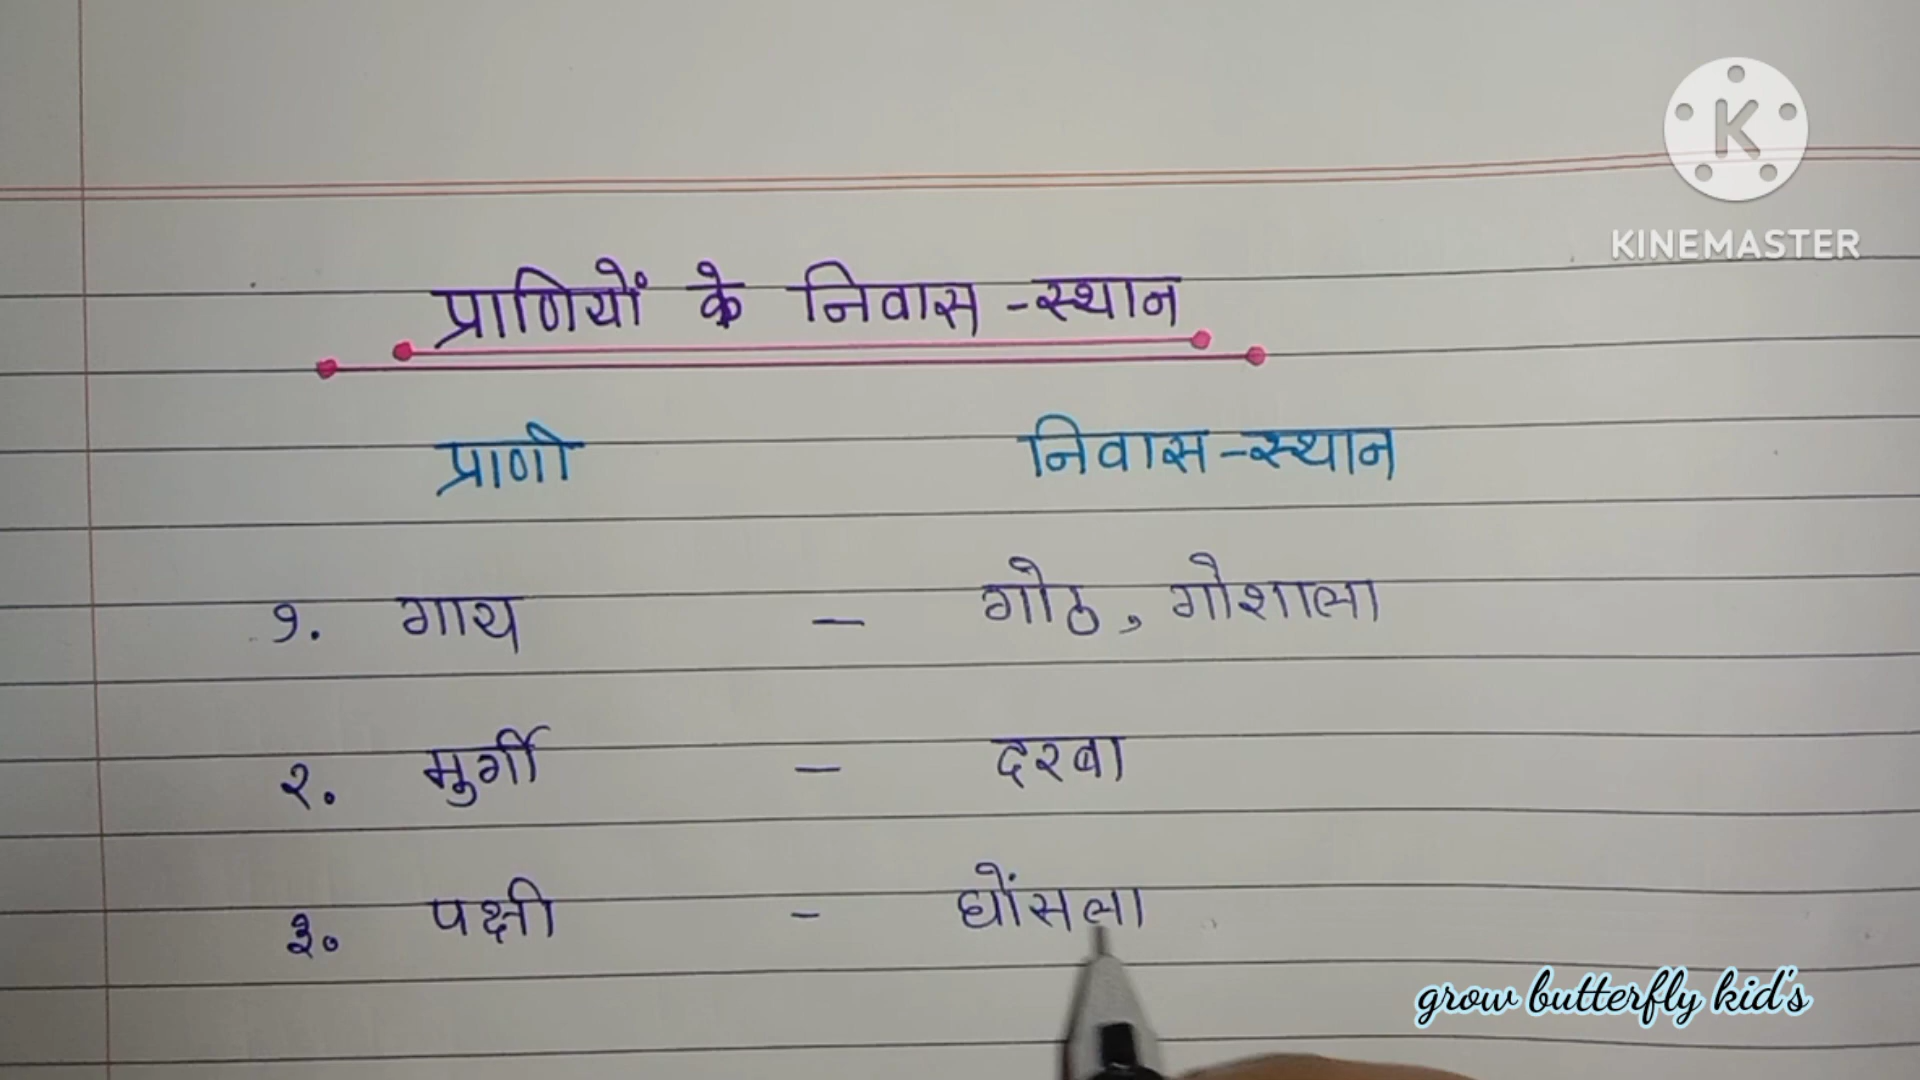 K
KINEMASTER
प्राणियों के निवास-स्थान
प्राणी निवास-स्थान
१. गाय - गोठ, गोशाला
२. मुर्गी - दरबा
३. पक्षी - घोंसला
grow butterfly kid's